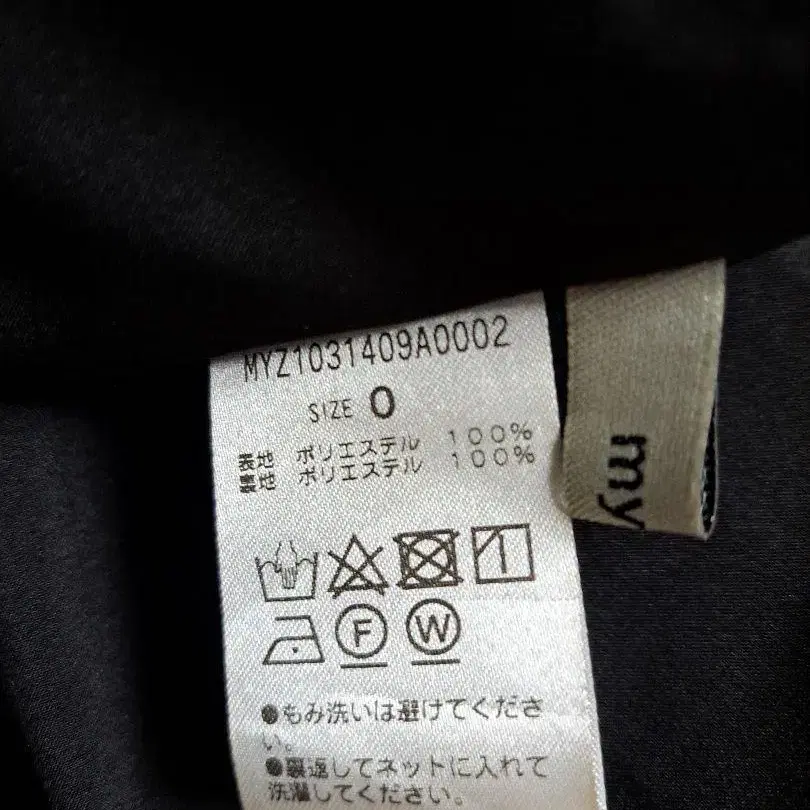 MYZ1031409A0002
SIZE 0
表地 ポリエステル 100%
裏地 ポリエステル 100%
F W
●もみ洗いは避けてくださ
い。
●裏返してネットに入れて
洗濯してください。
my